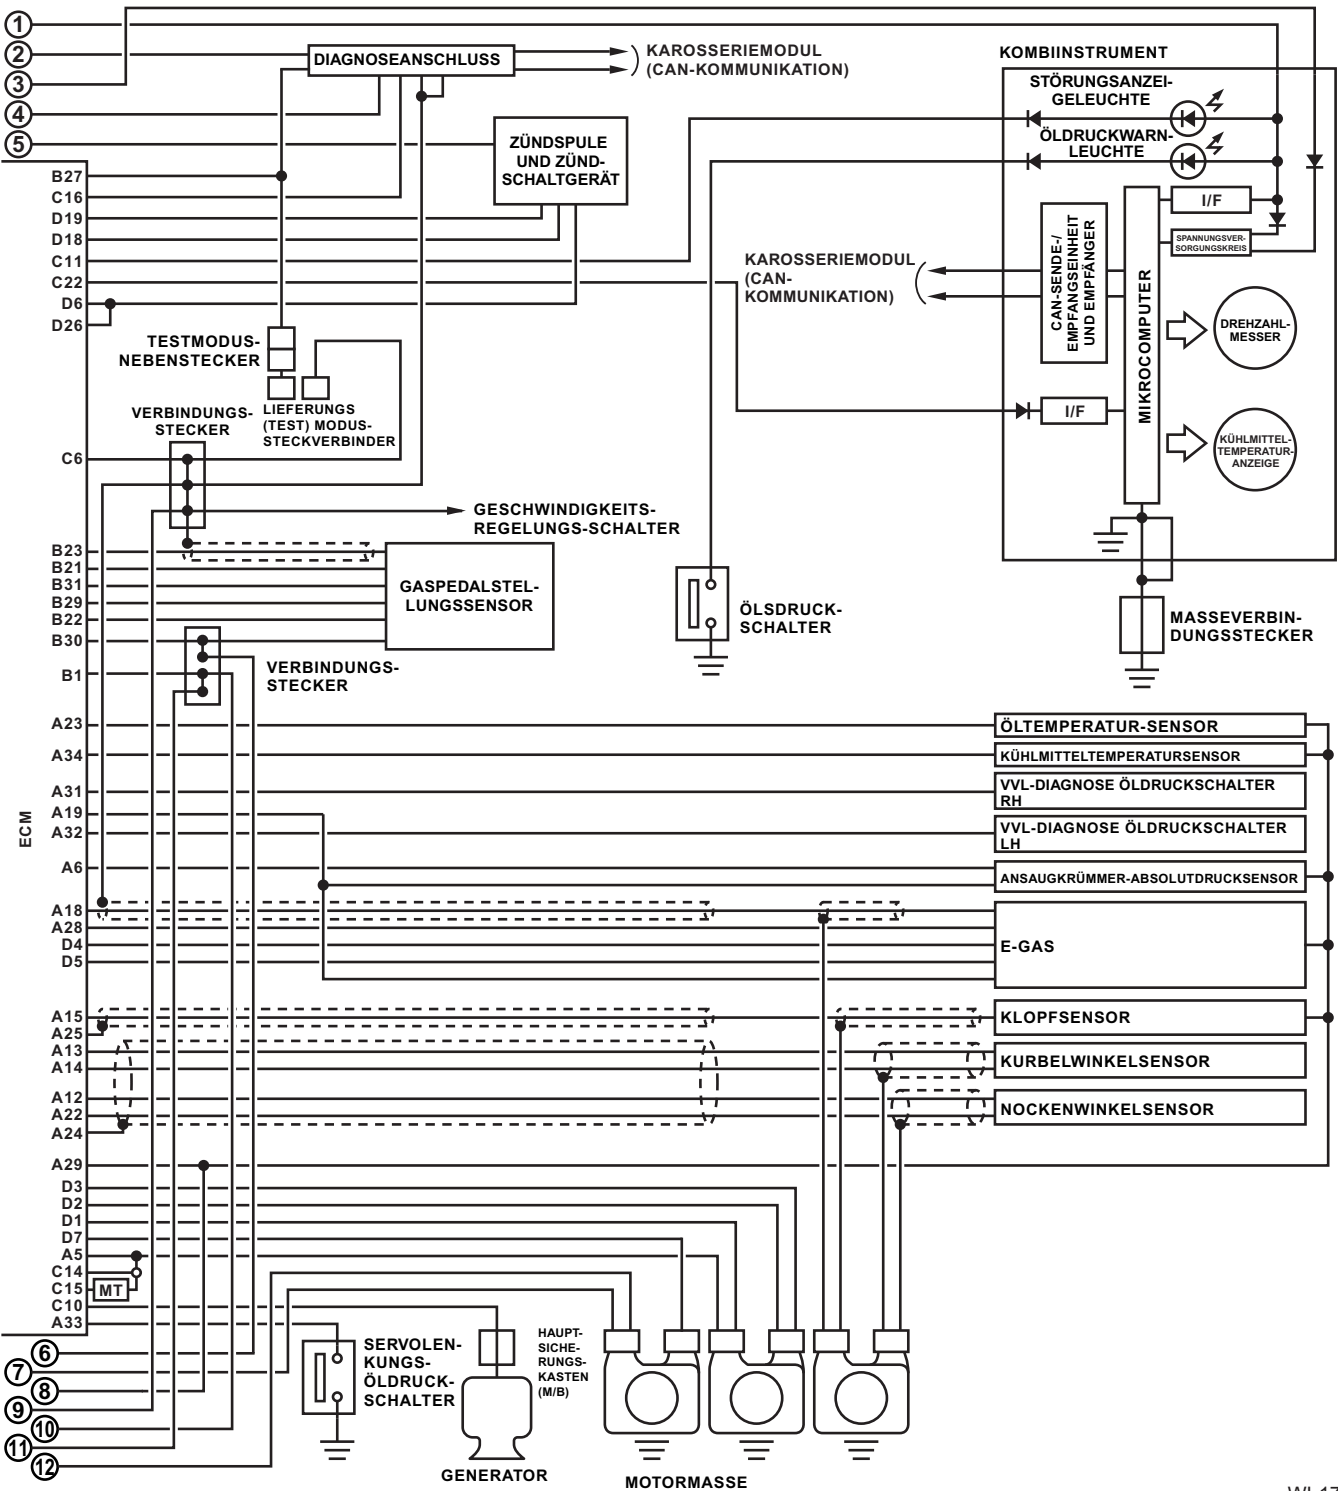 1
2
3
4
5
DIAGNOSEANSCHLUSS
KAROSSERIEMODUL
(CAN-KOMMUNIKATION)
KOMBIINSTRUMENT
STÖRUNGSANZEI-
GELEUCHTE
ÖLDRUCKWARN-
LEUCHTE
ZÜNDSPULE
UND ZÜND-
SCHALTGERÄT
I/F
SPANNUNGSVER-
SORGUNGSKREIS
CAN-SENDE-/
EMPFANGSEINHEIT
UND EMPFÄNGER
MIKROCOMPUTER
KAROSSERIEMODUL
(CAN-
KOMMUNIKATION)
DREHZAHL-
MESSER
I/F
KÜHLMITTEL-
TEMPERATUR-
ANZEIGE
B27
C16
D19
D18
C11
C22
D6
D26
TESTMODUS-
NEBENSTECKER
VERBINDUNGS-
STECKER
LIEFERUNGS
(TEST) MODUS-
STECKVERBINDER
C6
GESCHWINDIGKEITS-
REGELUNGS-SCHALTER
B23
B21
B31
B29
B22
B30
B1
GASPEDALSTEL-
LUNGSSENSOR
VERBINDUNGS-
STECKER
ÖLSDRUCK-
SCHALTER
MASSEVERBIN-
DUNGSSTECKER
ECM
A23
A34
A31
A19
A32
A6
A18
A28
D4
D5
A15
A25
A13
A14
A12
A22
A24
A29
D3
D2
D1
D7
A5
C14
C15
MT
C10
A33
ÖLTEMPERATUR-SENSOR
KÜHLMITTELTEMPERATURSENSOR
VVL-DIAGNOSE ÖLDRUCKSCHALTER
RH
VVL-DIAGNOSE ÖLDRUCKSCHALTER
LH
ANSAUGKRÜMMER-ABSOLUTDRUCKSENSOR
E-GAS
KLOPFSENSOR
KURBELWINKELSENSOR
NOCKENWINKELSENSOR
6
7
8
9
10
11
12
SERVOLEN-
KUNGS-
ÖLDRUCK-
SCHALTER
HAUPT-
SICHE-
RUNGS-
KASTEN
(M/B)
GENERATOR
MOTORMASSE